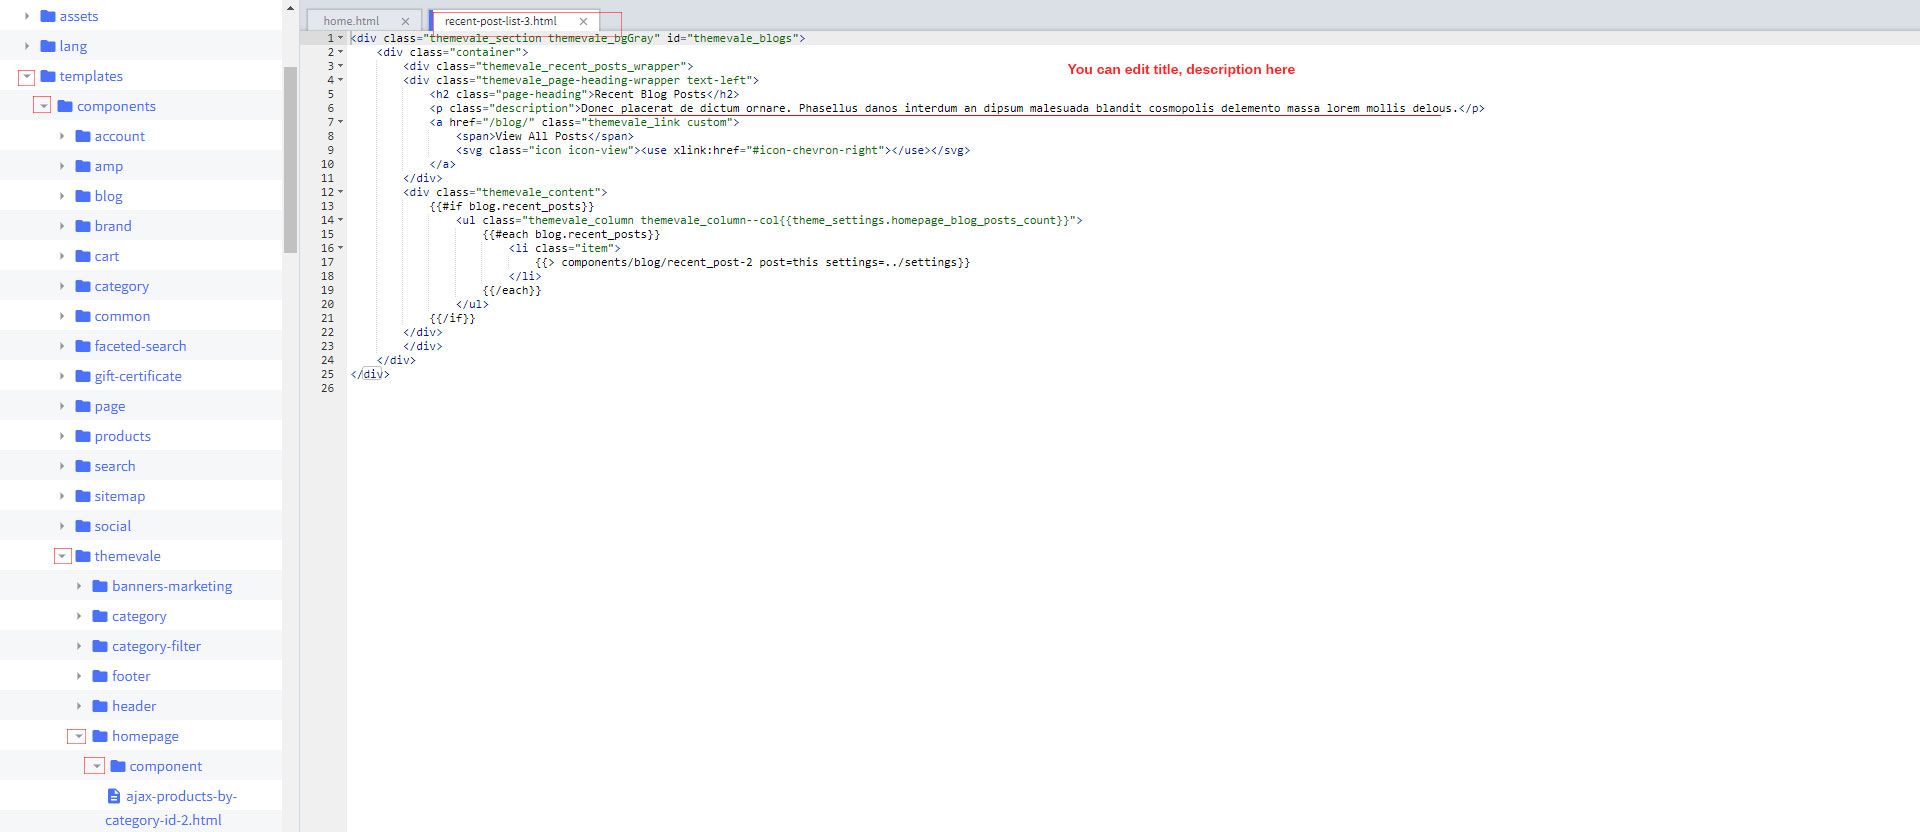 assets
lang
templates
components
account
amp
blog
brand
cart
category
common
faceted-search
gift-certificate
page
products
search
sitemap
social
themevale
banners-marketing
category
category-filter
footer
header
homepage
component
ajax-products-by-
category-id-2.html
home.html
recent-post-list-3.html
You can edit title, description here
1 <div class="themevale_section themevale_bgGray" id="themevale_blogs">
2 <div class="container">
3 <div class="themevale_recent_posts_wrapper">
4 <div class="themevale_page-heading-wrapper text-left">
5 <h2 class="page-heading">Recent Blog Posts</h2>
6 <p class="description">Donec placerat de dictum ornare. Phasellus danos interdum an dipsum malesuada blandit cosmopolis delemento massa lorem mollis delous.</p>
7 <a href="/blog/" class="themevale_link custom">
8 <span>View All Posts</span>
9 <svg class="icon icon-view"><use xlink:href="#icon-chevron-right"></use></svg>
10 </a>
11 </div>
12 <div class="themevale_content">
13 {{#if blog.recent_posts}}
14 <ul class="themevale_column themevale_column--col{{theme_settings.homepage_blog_posts_count}}">
15 {{#each blog.recent_posts}}
16 <li class="item">
17 {{> components/blog/recent_post-2 post=this settings=../settings}}
18 </li>
19 {{/each}}
20 </ul>
21 {{/if}}
22 </div>
23 </div>
24 </div>
25 </div>
26